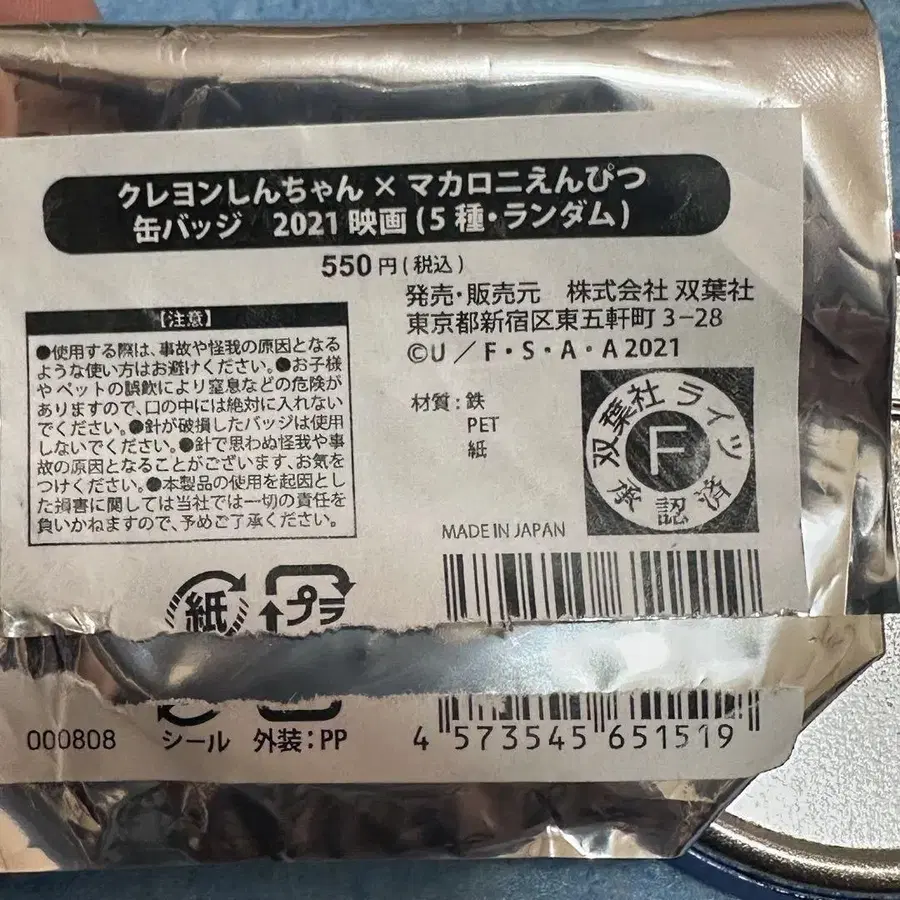 クレヨンしんちゃん×マカロニえんぴつ
缶バッジ　2021 映画 (5 種・ランダム)
550 円 (税込)
発売・販売元　株式会社 双葉社
東京都新宿区東五軒町 3-28
©U／F・S・A・A 2021
【注意】
●使用する際は、事故や怪我の原因となる
ような使い方はお避けください。●お子様
やペットの誤飲により窒息などの危険が
ありますので、口の中には絶対に入れない
でください。●針が破損したバッジは使用
しないでください。●針で思わぬ怪我や事
故の原因となることがございます、お気を
つけください。●本製品の使用を起因とし
た損害に関しては当社では一切の責任を
負いかねますので、予めご了承ください。
材質：鉄
PET
紙
双葉社ライツ
F
承認済
MADE IN JAPAN
紙
プラ
000808
シール
外装：PP
4 573545 651519